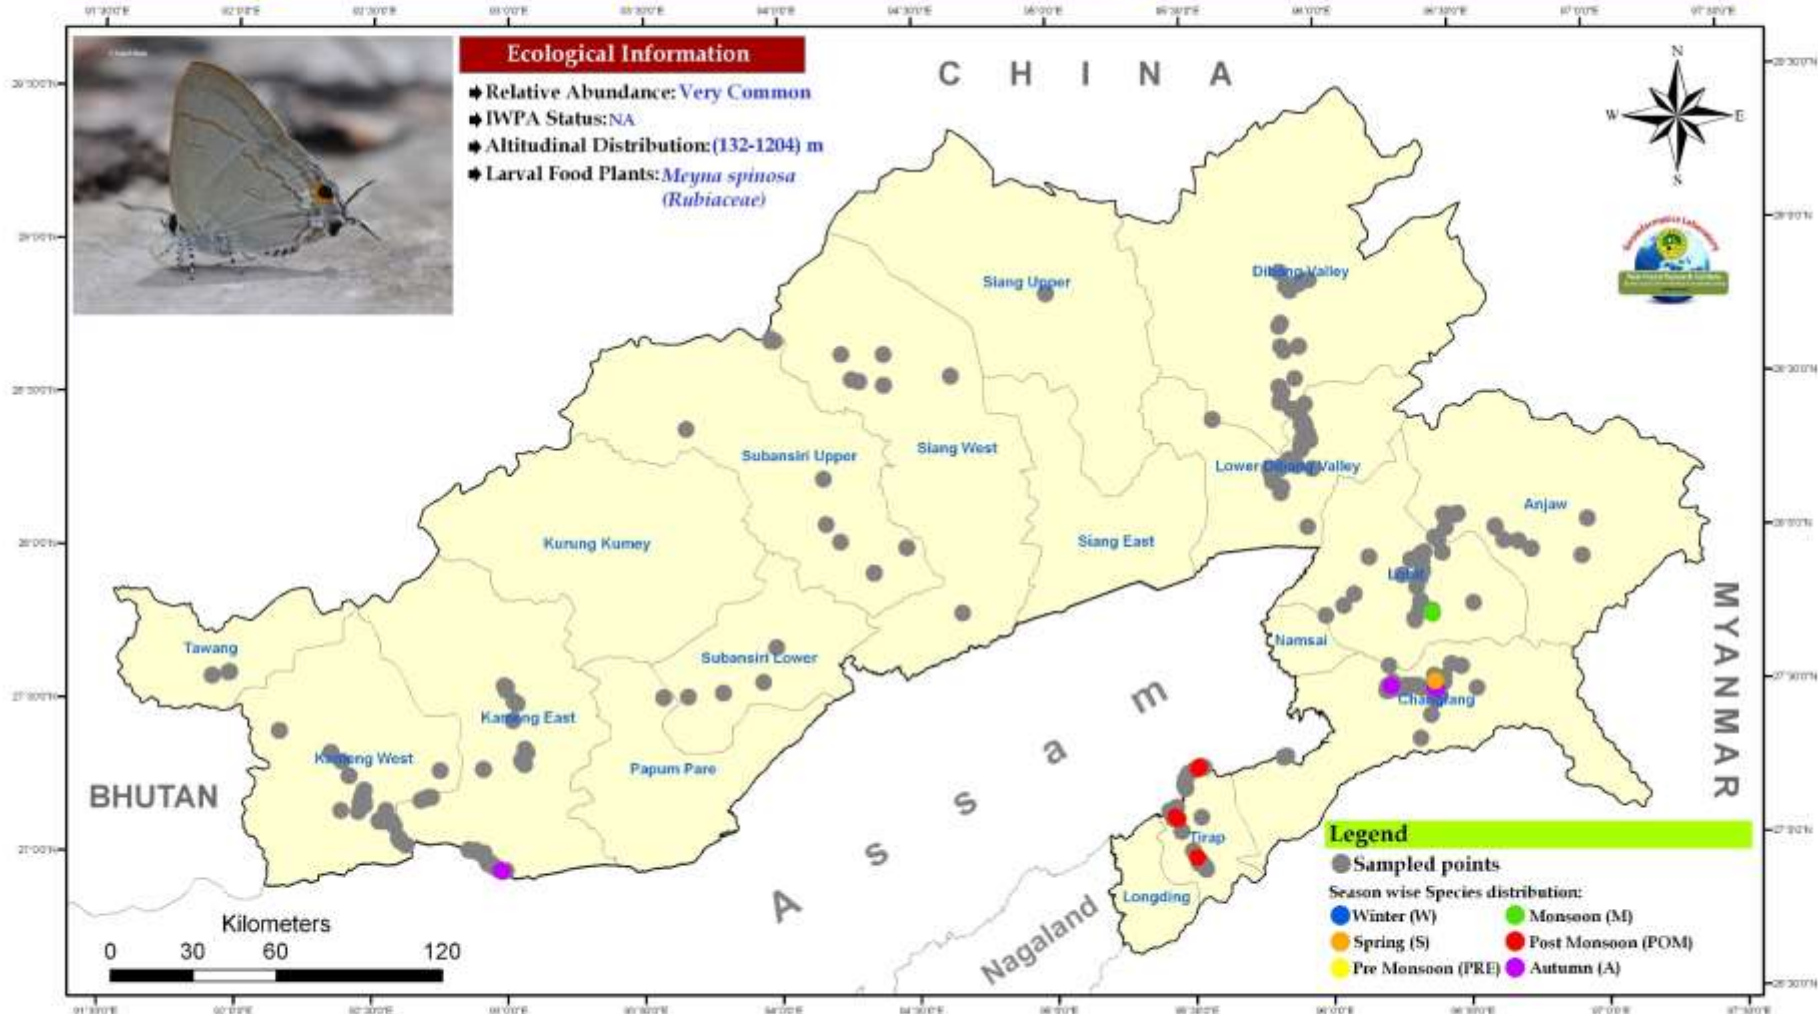 Ecological Information
Relative Abundance: Very Common
IWPA Status: NA
Altitudinal Distribution: (132-1204) m
Larval Food Plants: Meyna spinosa
(Rubiaceae)
CHINA
N
W E
S
Siang Upper
Dibang Valley
Subansiri Upper
Siang West
Lower Dibang Valley
Anjaw
Kurung Kumey
Siang East
Lohit
Tawang
Subansiri Lower
Namsai
MYANMAR
Kameng East
Changlang
Kameng West
Papum Pare
BHUTAN
Assam
Tirap
Longding
Nagaland
Kilometers
0 30 60 120
Legend
Sampled points
Season wise Species distribution:
Winter (W) Monsoon (M)
Spring (S) Post Monsoon (POM)
Pre Monsoon (PRE) Autumn (A)